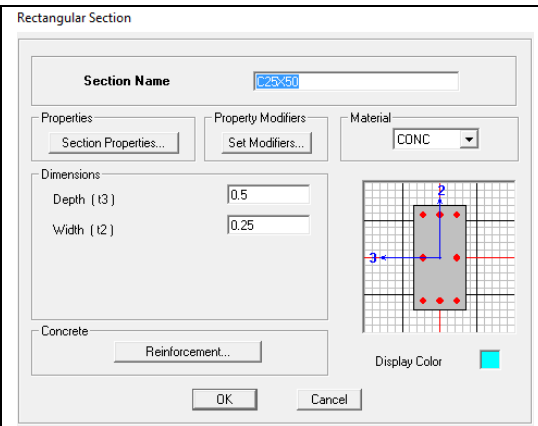 Rectangular Section
Section Name C25X50
Properties Property Modifiers Material
Section Properties... Set Modifiers... CONC
Dimensions
Depth ( t3 ) 0.5
Width ( t2 ) 0.25
2
3
Concrete
Reinforcement...
Display Color
OK Cancel